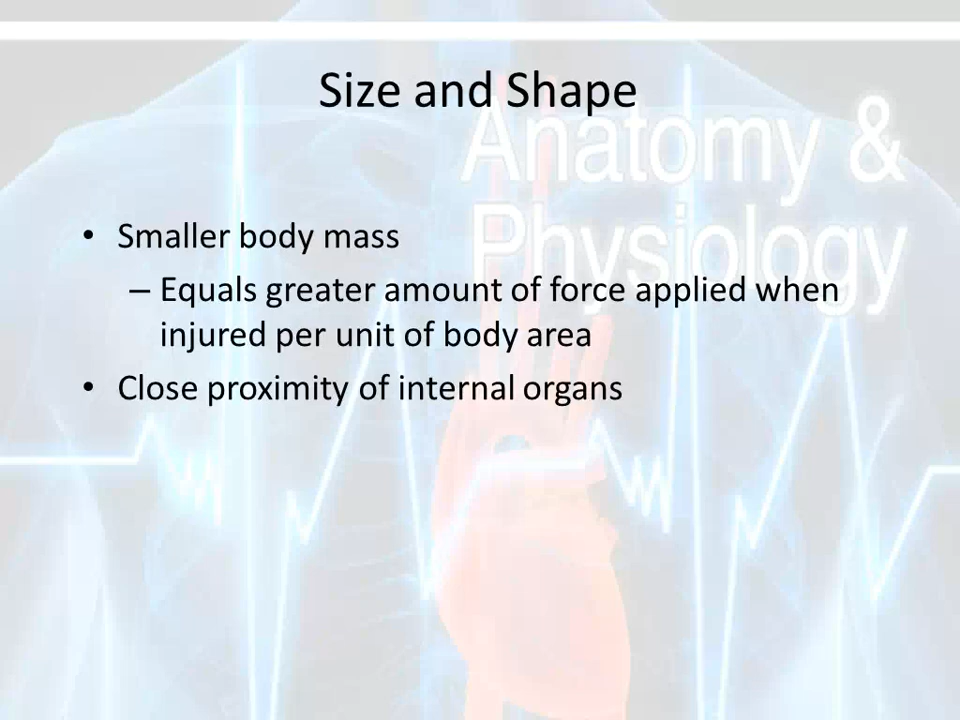 Size and Shape
Anatomy &
Physiology
• Smaller body mass
– Equals greater amount of force applied when
injured per unit of body area
• Close proximity of internal organs